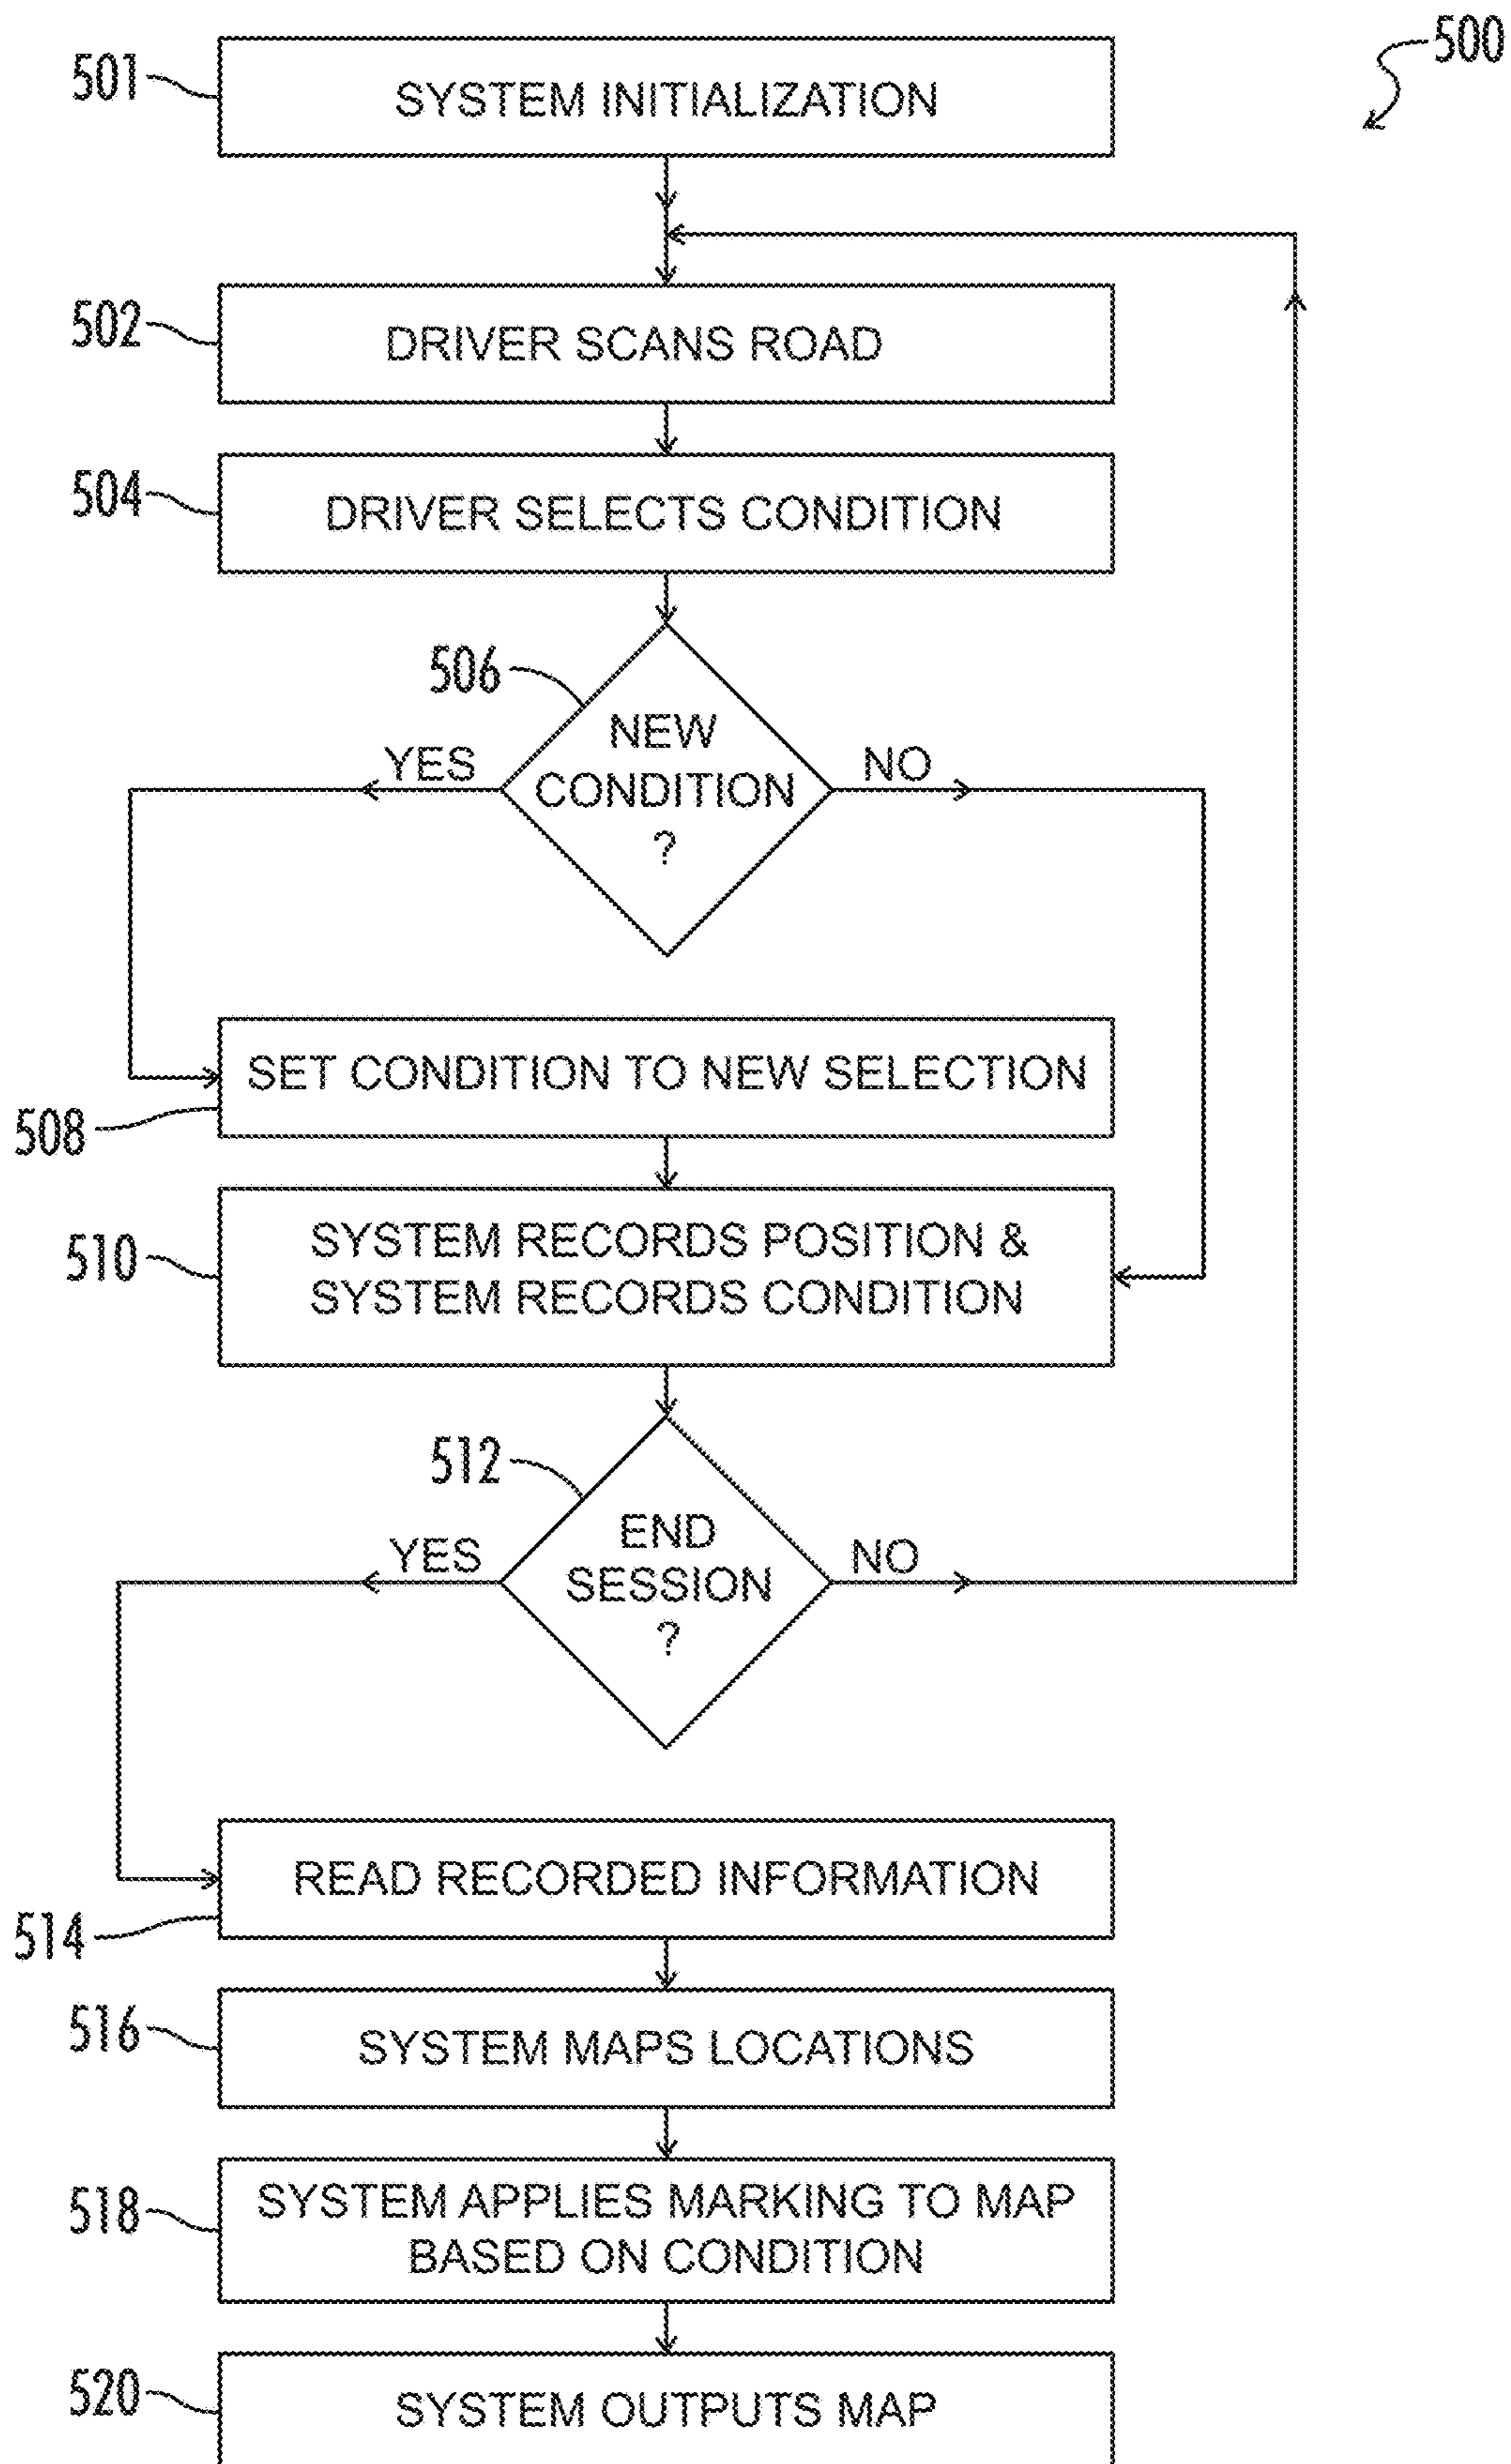 500
501
SYSTEM INITIALIZATION
502
DRIVER SCANS ROAD
504
DRIVER SELECTS CONDITION
506
NEW
CONDITION
?
YES
NO
SET CONDITION TO NEW SELECTION
508
510
SYSTEM RECORDS POSITION &
SYSTEM RECORDS CONDITION
512
END
SESSION
?
YES
NO
READ RECORDED INFORMATION
514
516
SYSTEM MAPS LOCATIONS
518
SYSTEM APPLIES MARKING TO MAP
BASED ON CONDITION
520
SYSTEM OUTPUTS MAP